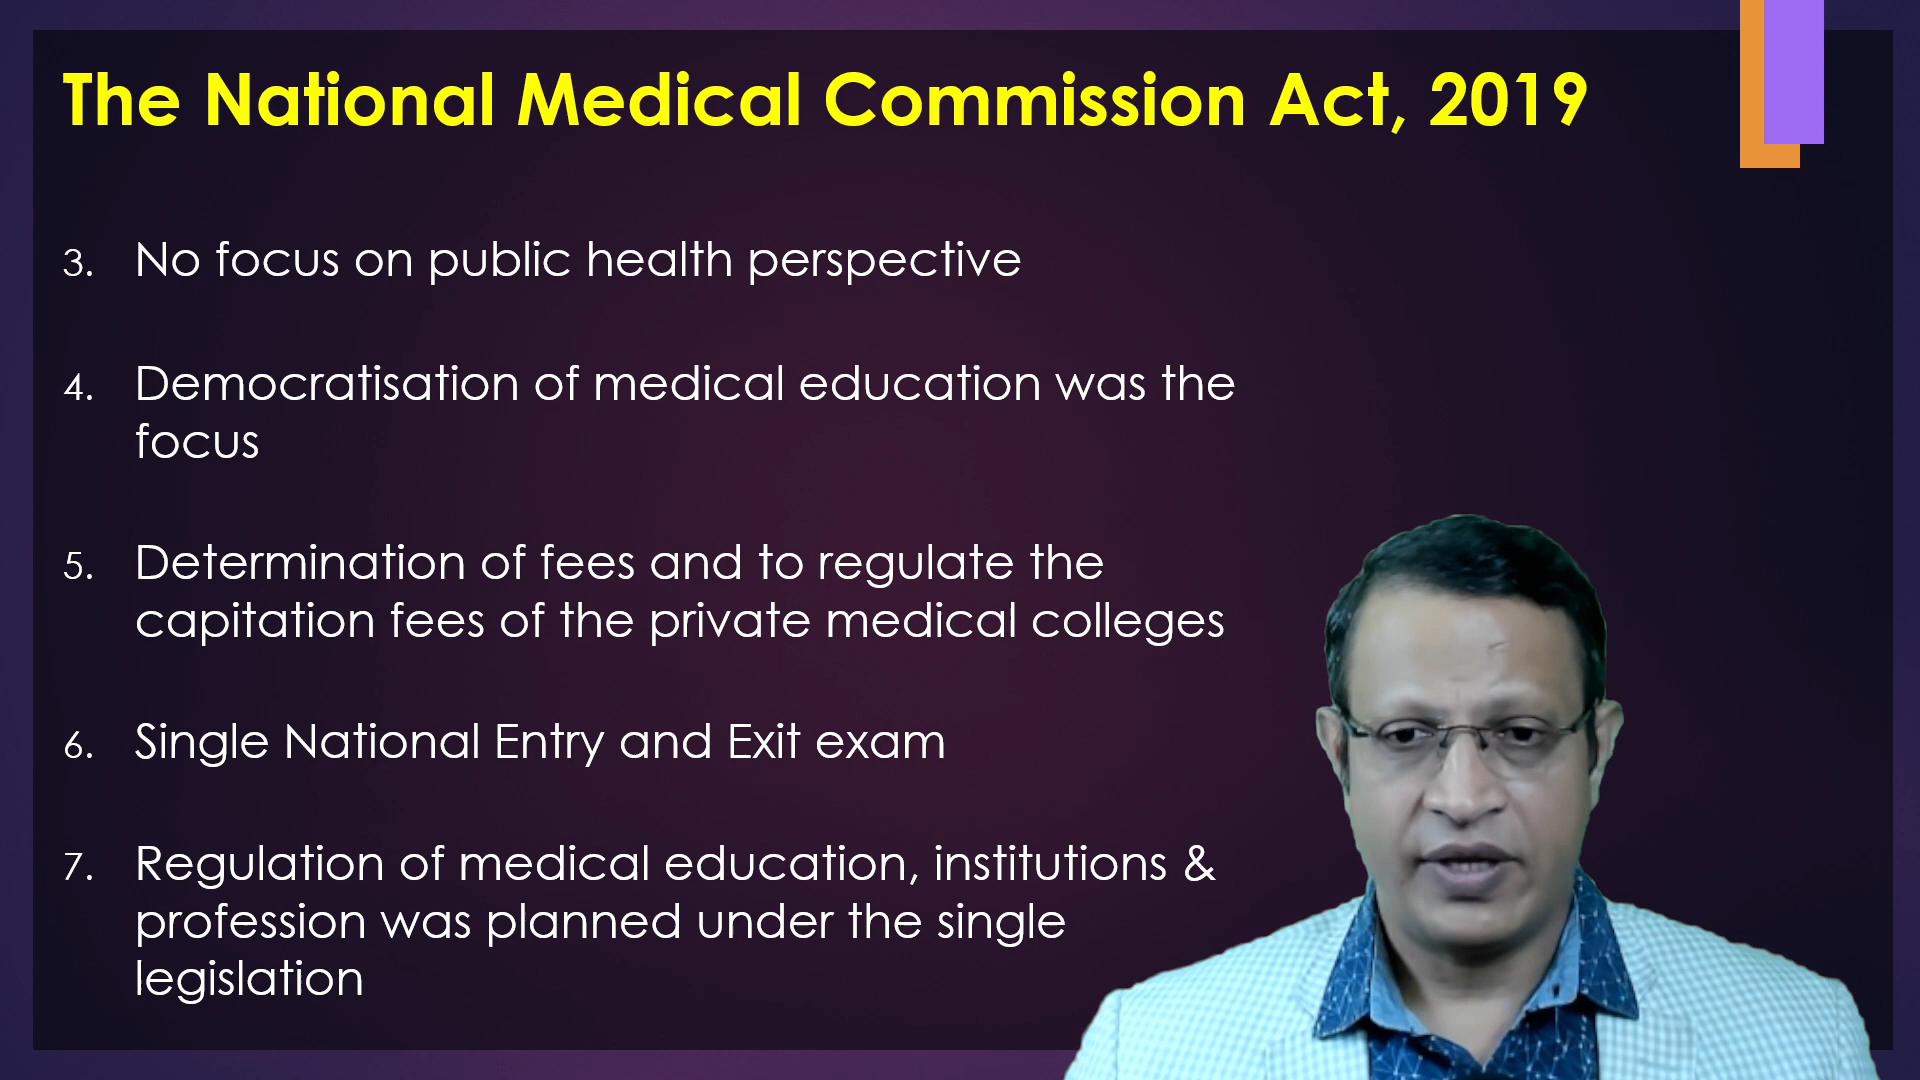 The National Medical Commission Act, 2019
3. No focus on public health perspective
4. Democratisation of medical education was the
focus
5. Determination of fees and to regulate the
capitation fees of the private medical colleges
6. Single National Entry and Exit exam
7. Regulation of medical education, institutions &
profession was planned under the single
legislation